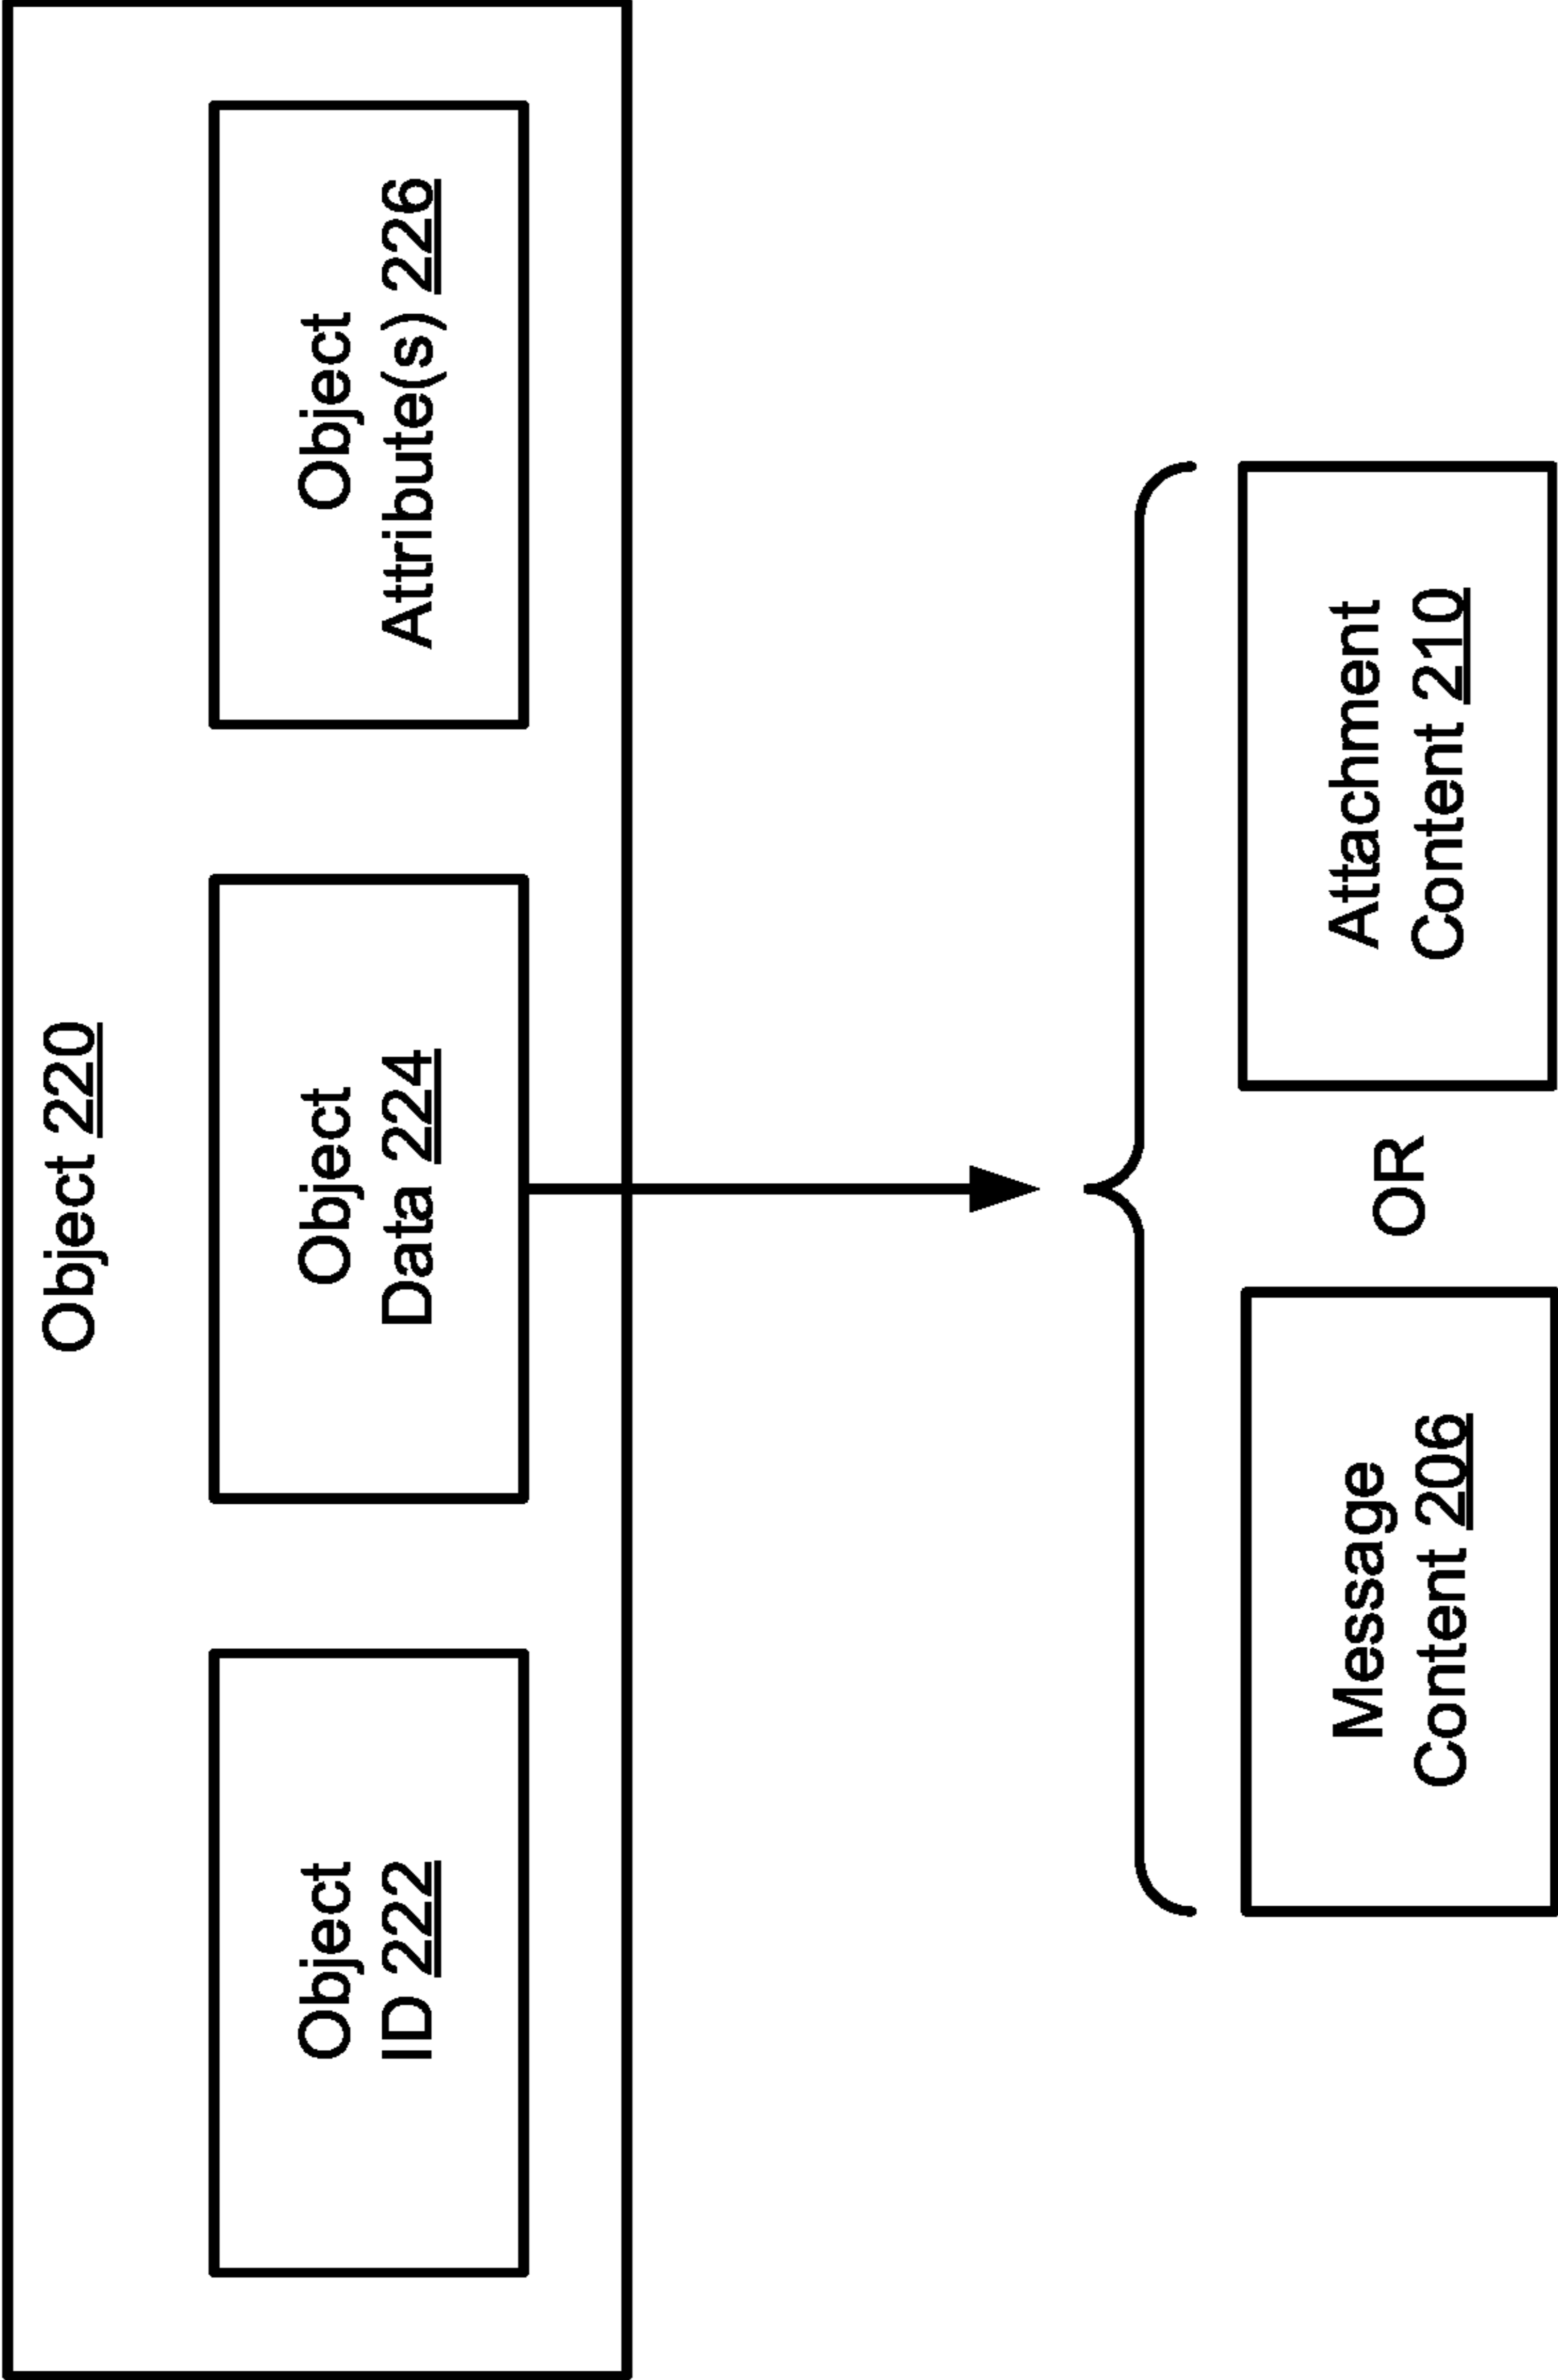 Object 220
Object
ID 222
Object
Data 224
Object
Attribute(s) 226
Message
Content 206
OR
Attachment
Content 210